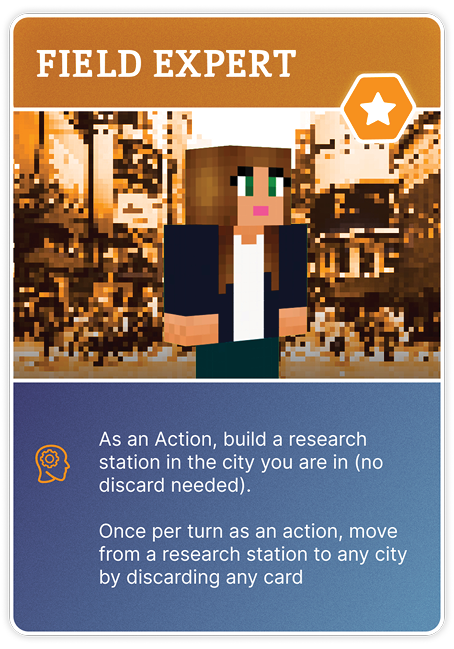 FIELD EXPERT
As an Action, build a research
station in the city you are in (no
discard needed).
Once per turn as an action, move
from a research station to any city
by discarding any card